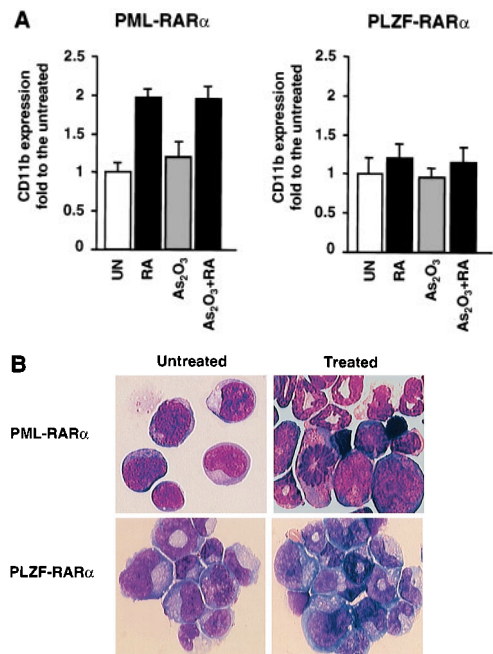 A
PML-RARα
PLZF-RARα
CD11b expression
fold to the untreated
2.5
2
1.5
1
0.5
0
UN
RA
As2O3
As2O3+RA
CD11b expression
fold to the untreated
2.5
2
1.5
1
0.5
0
UN
RA
As2O3
As2O3+RA
B
Untreated
Treated
PML-RARα
PLZF-RARα